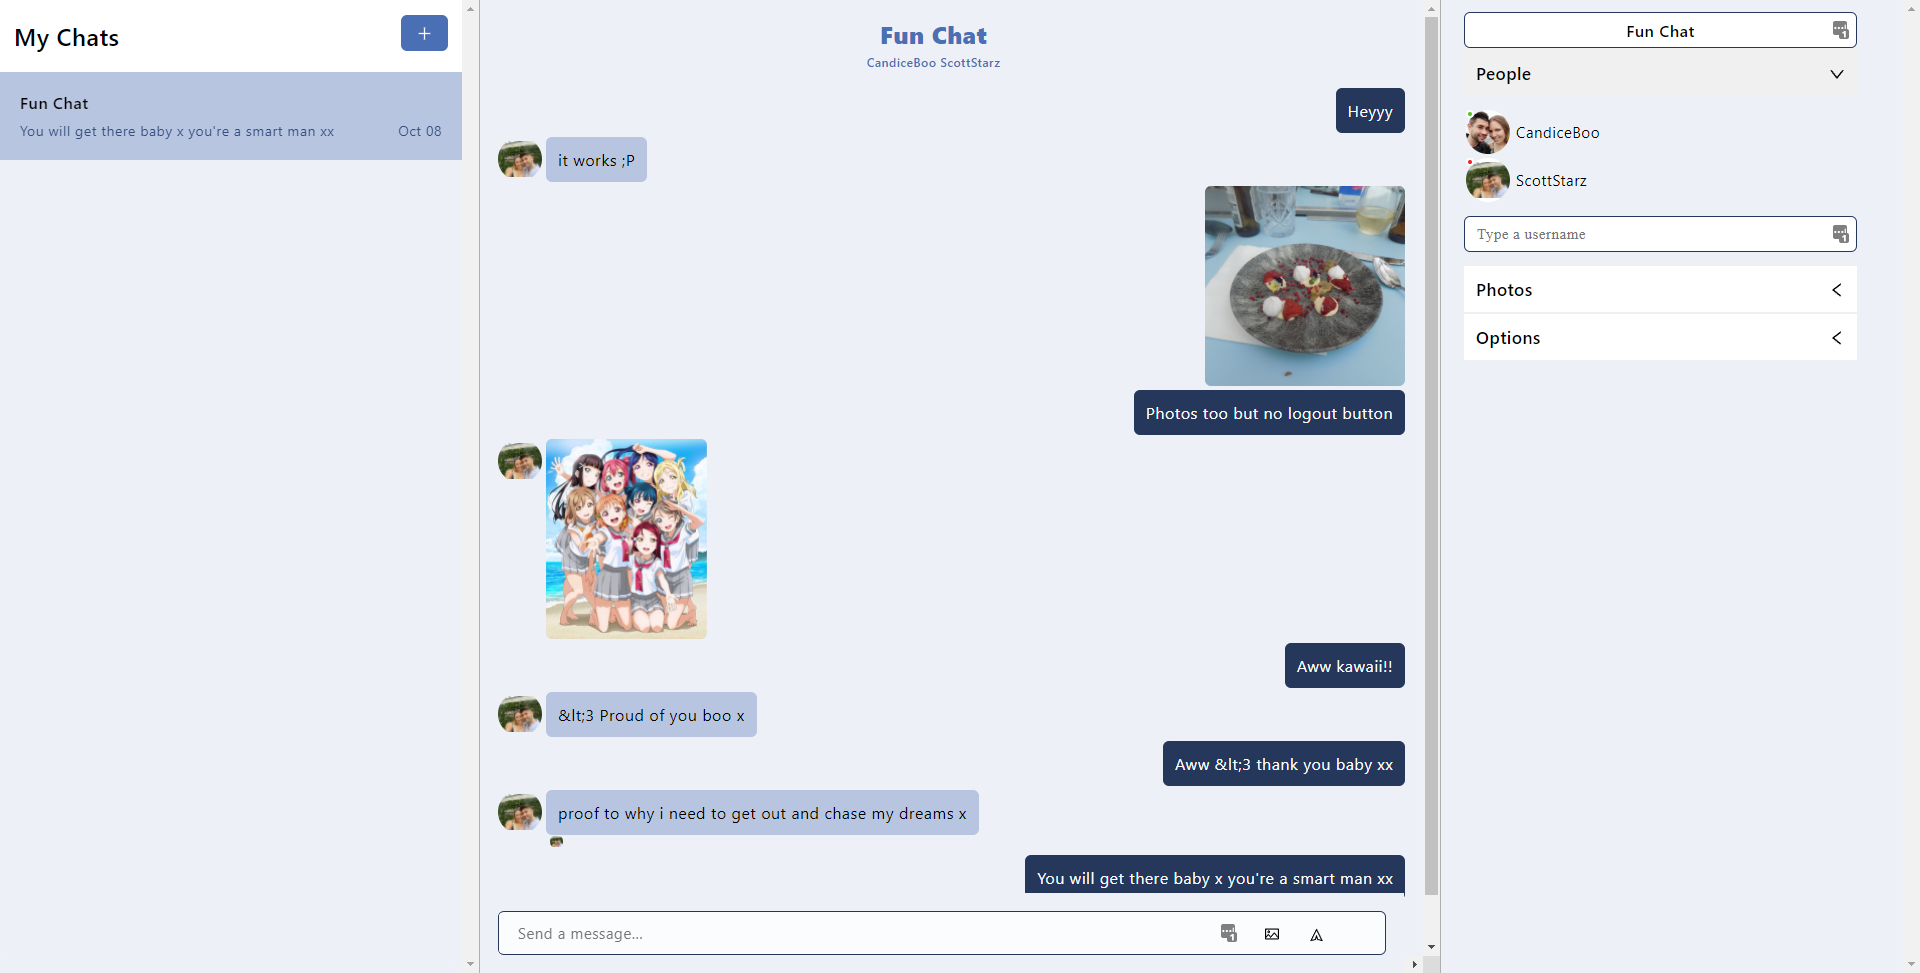 My Chats
+
Fun Chat
You will get there baby x you're a smart man xx
Oct 08
Fun Chat
CandiceBoo ScottStarz
Heyyy
it works ;P
Photos too but no logout button
Aww kawaii!!
&lt;3 Proud of you boo x
Aww &lt;3 thank you baby xx
proof to why i need to get out and chase my dreams x
You will get there baby x you're a smart man xx
Send a message...
1
Fun Chat
1
People
CandiceBoo
ScottStarz
Type a username
1
Photos
Options